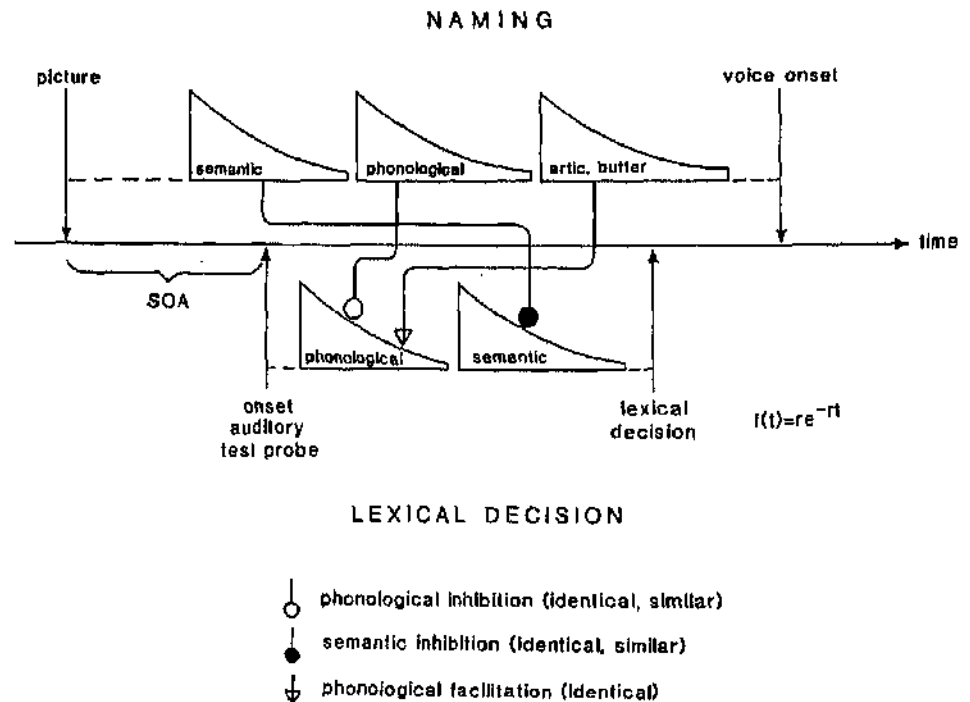 NAMING
picture
voice onset
semantic
phonological
artic. buffer
time
SOA
phonological
semantic
onset
auditory
test probe
lexical
decision
f(t)=re^-rt
LEXICAL DECISION
phonological inhibition (identical, similar)
semantic inhibition (identical, similar)
phonological facilitation (identical)